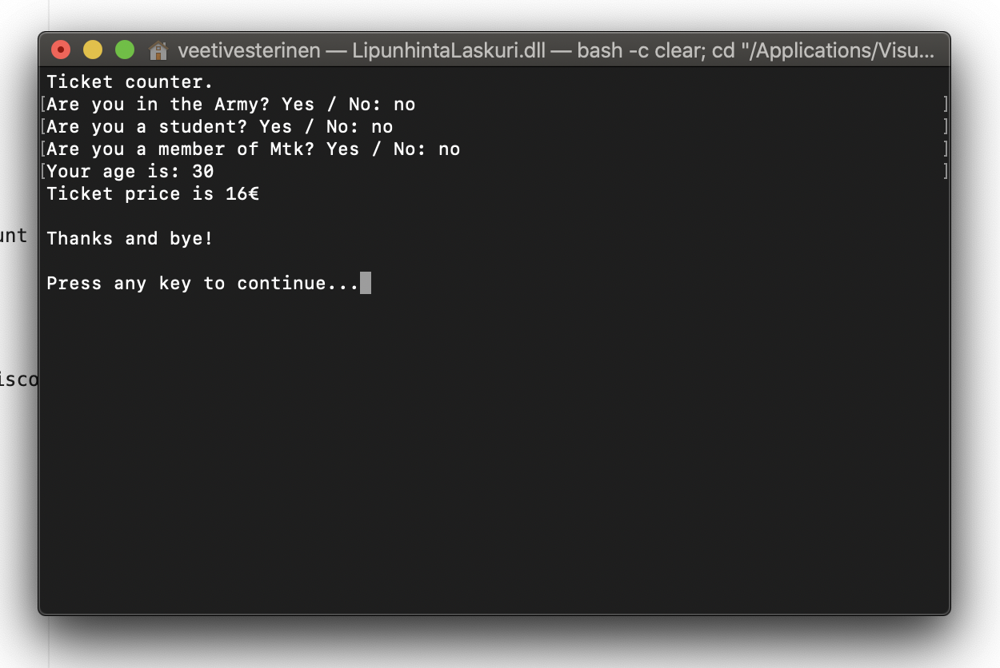 veetivesterinen — LipunhintaLaskuri.dll — bash -c clear; cd "/Applications/Visu...
Ticket counter.
[Are you in the Army? Yes / No: no ]
[Are you a student? Yes / No: no ]
[Are you a member of Mtk? Yes / No: no ]
[Your age is: 30 ]
Ticket price is 16€
unt
Thanks and bye!
Press any key to continue...
isco